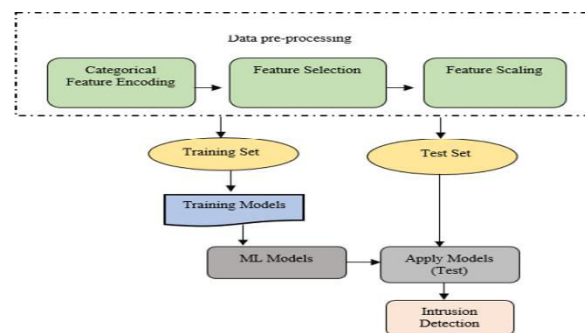 Data pre-processing
Categorical
Feature Encoding
Feature Selection
Feature Scaling
Training Set
Test Set
Training Models
ML Models
Apply Models
(Test)
Intrusion
Detection